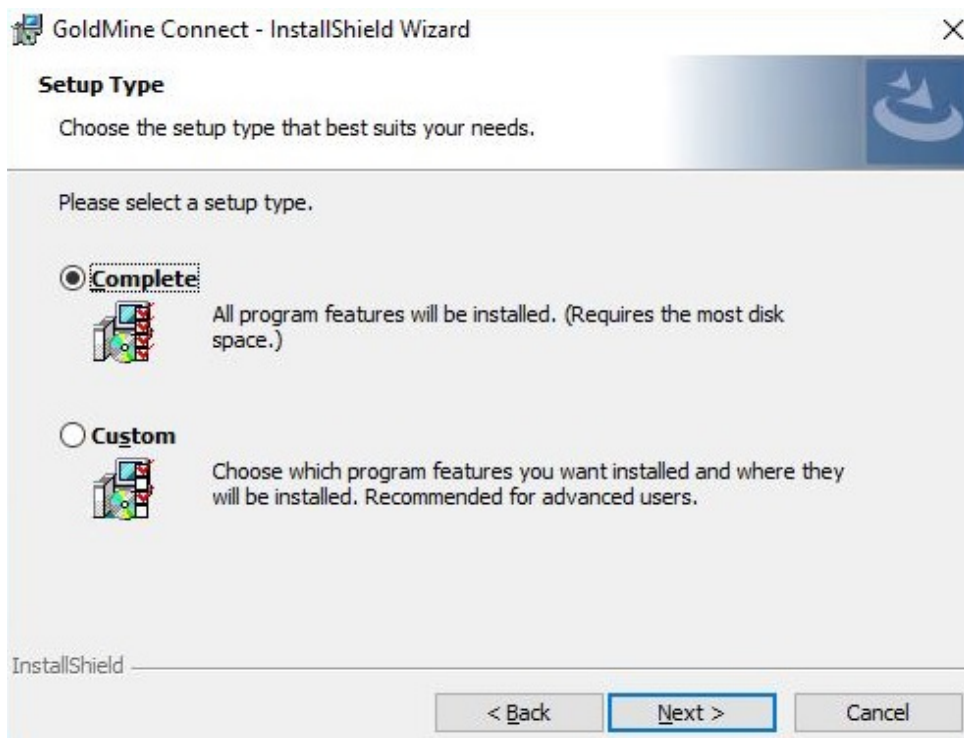 GoldMine Connect - InstallShield Wizard
Setup Type
Choose the setup type that best suits your needs.
Please select a setup type.
Complete
All program features will be installed. (Requires the most disk
space.)
Custom
Choose which program features you want installed and where they
will be installed. Recommended for advanced users.
InstallShield
< Back
Next >
Cancel